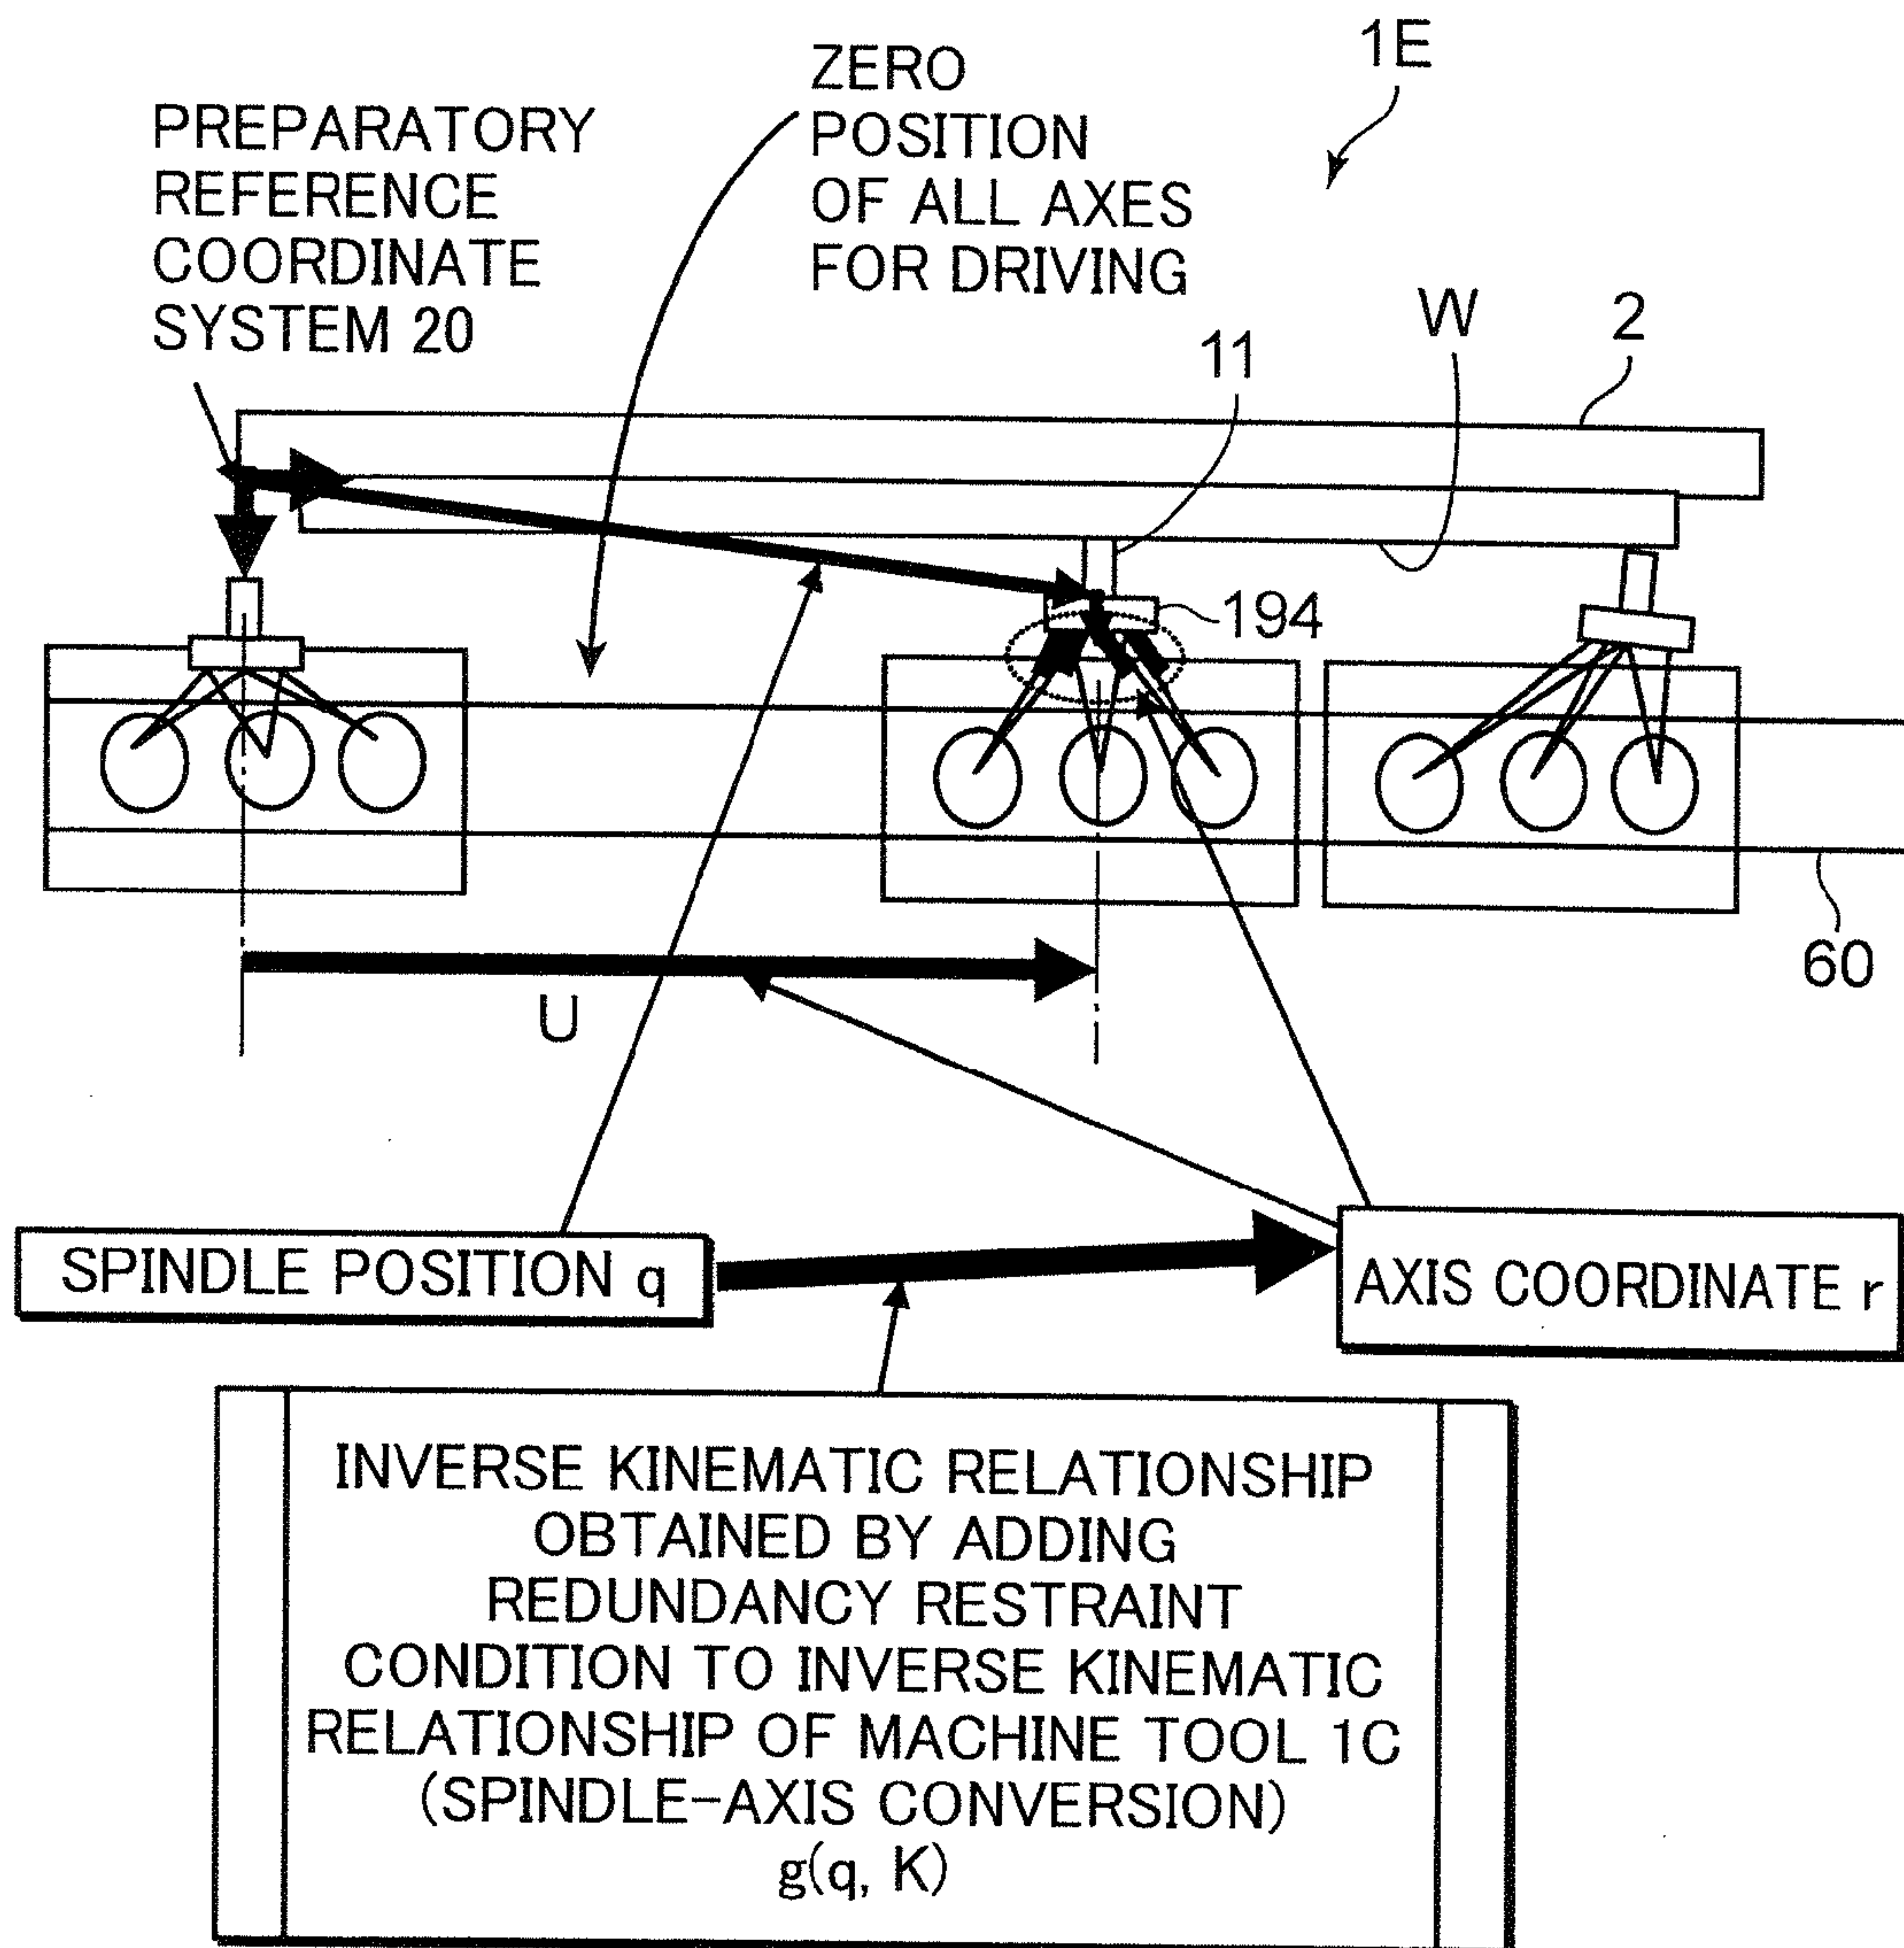 1E
ZERO
POSITION
OF ALL AXES
FOR DRIVING
PREPARATORY
REFERENCE
COORDINATE
SYSTEM 20
11
W
2
194
60
U
SPINDLE POSITION q
AXIS COORDINATE r
INVERSE KINEMATIC RELATIONSHIP
OBTAINED BY ADDING
REDUNDANCY RESTRAINT
CONDITION TO INVERSE KINEMATIC
RELATIONSHIP OF MACHINE TOOL 1C
(SPINDLE-AXIS CONVERSION)
g(q, K)